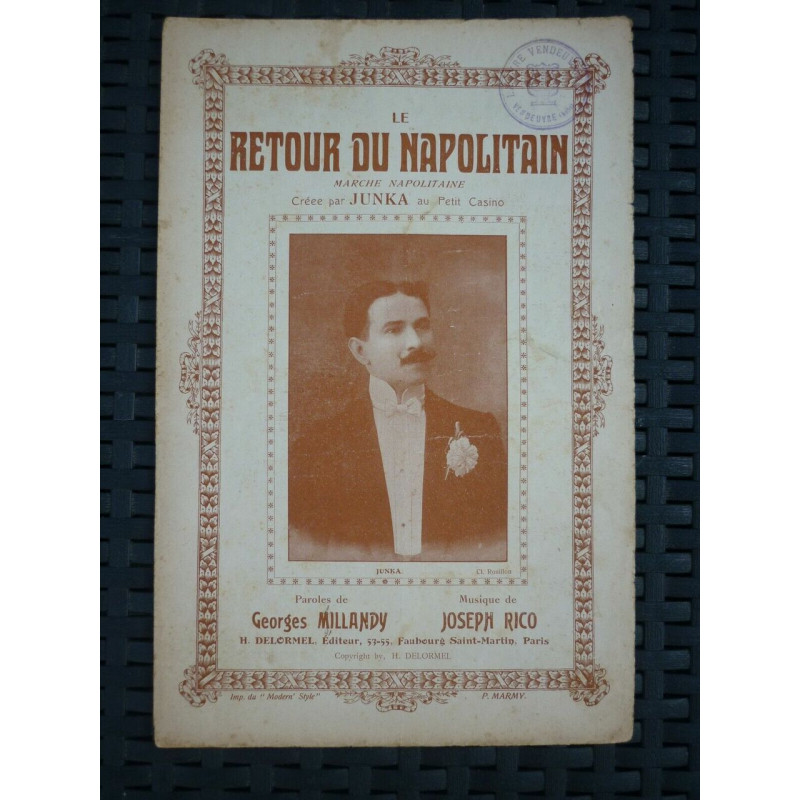 LE
RETOUR DU NAPOLITAIN
MARCHE NAPOLITAINE
Créée par JUNKA au Petit Casino
JUNKA.
Paroles de
Georges MILLANDY
Musique de
JOSEPH RICO
H. DELORMEL, Éditeur, 53-55, Faubourg Saint-Martin, Paris
Copyright by, H. DELORMEL
Imp. du "Modern' Style"
P. MARMY.